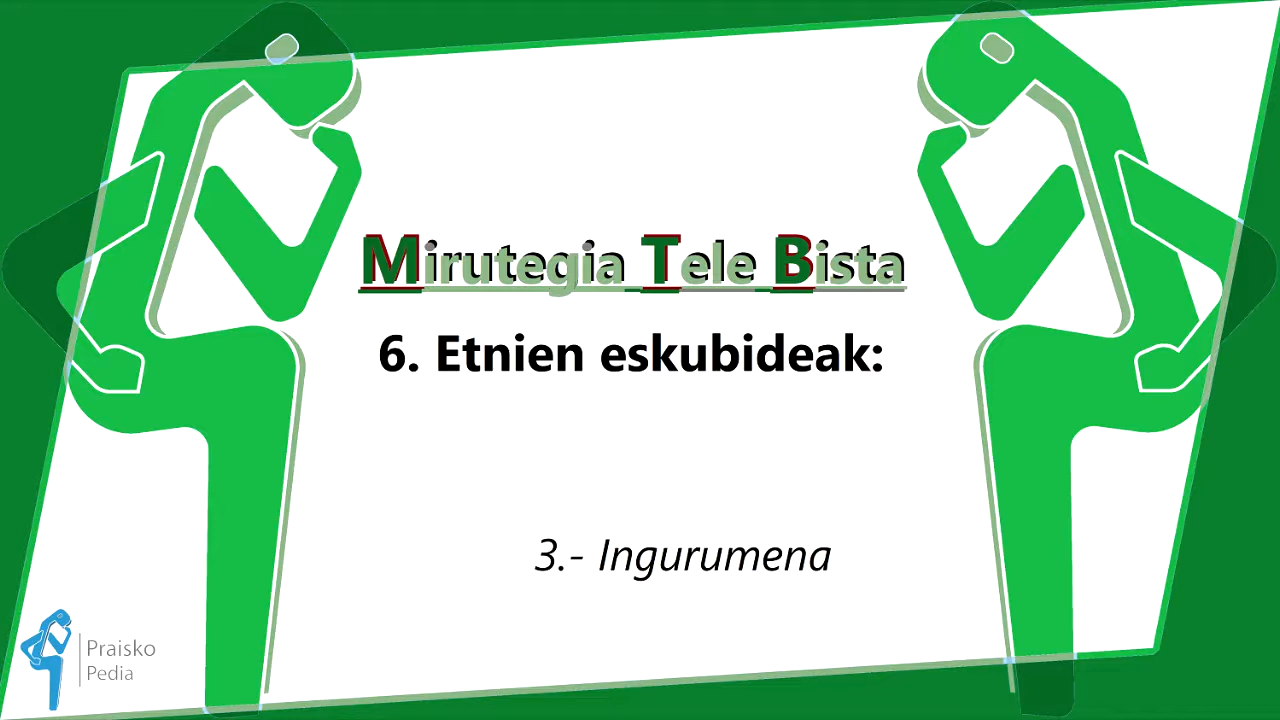 Mirutegia Tele Bista
6. Etnien eskubideak:
3.- Ingurumena
Praisko
Pedia